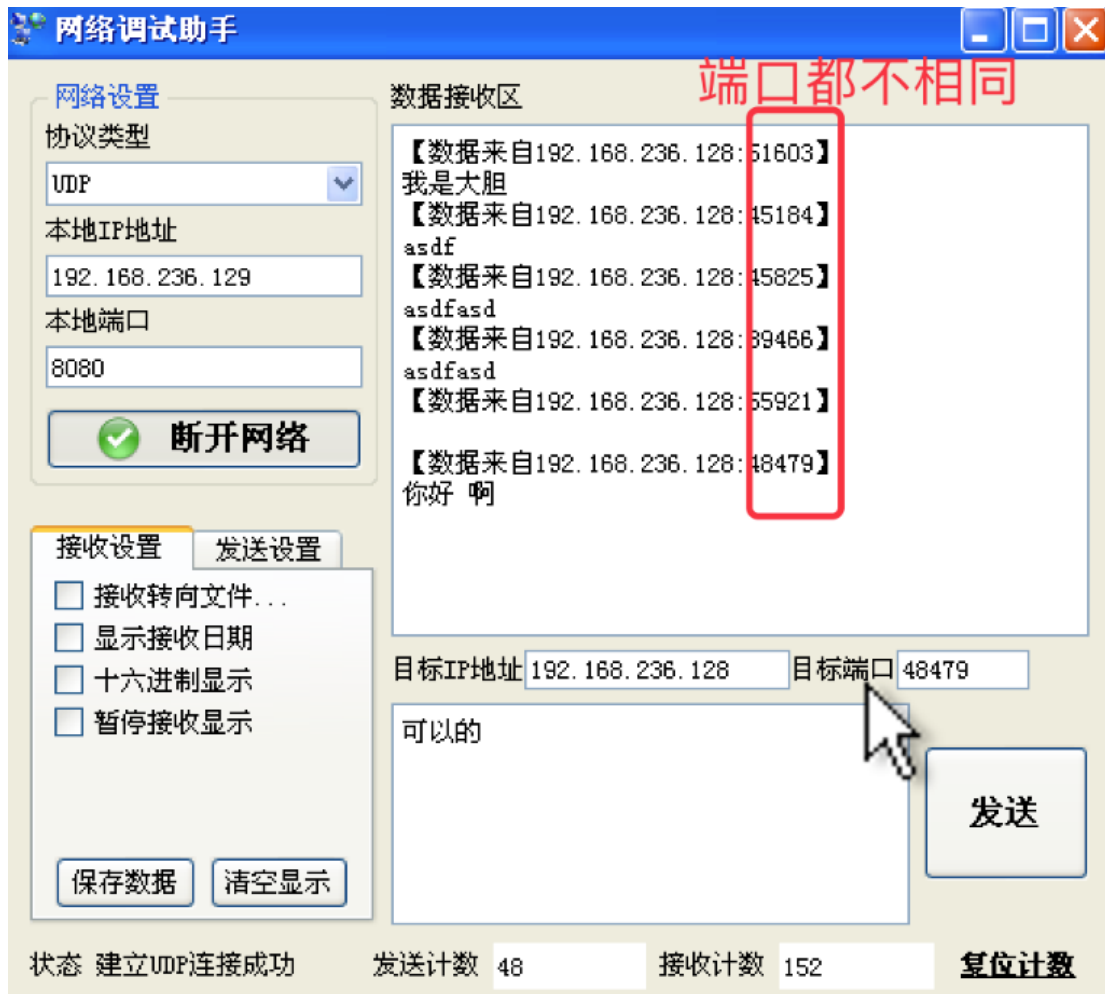 网络调试助手
端口都不相同
网络设置
数据接收区
协议类型
UDP
本地IP地址
192.168.236.129
本地端口
8080
断开网络
【数据来自192.168.236.128:51603】
我是大胆
【数据来自192.168.236.128:45184】
asdf
【数据来自192.168.236.128:45825】
asdfasd
【数据来自192.168.236.128:39466】
asdfasd
【数据来自192.168.236.128:55921】
【数据来自192.168.236.128:48479】
你好 啊
接收设置 发送设置
接收转向文件...
显示接收日期
十六进制显示
暂停接收显示
保存数据 清空显示
目标IP地址 192.168.236.128 目标端口 48479
可以的
发送
状态 建立UDP连接成功 发送计数 48 接收计数 152 复位计数